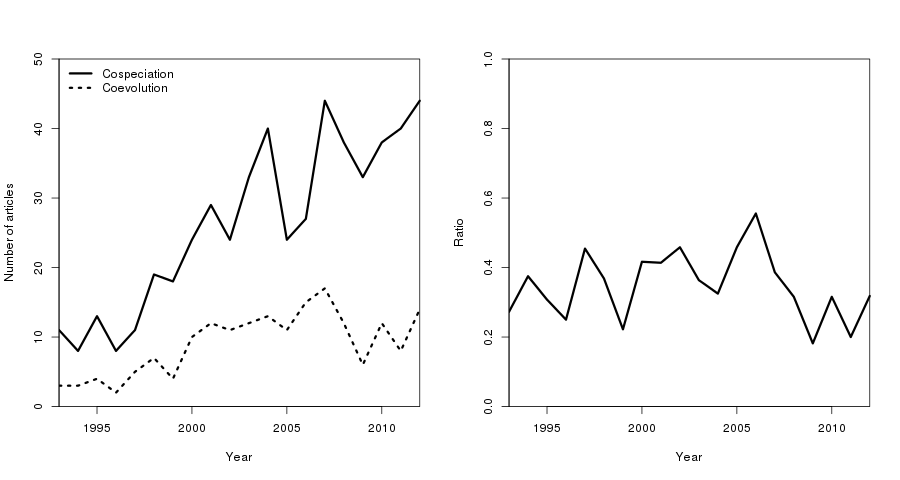 Number of articles
50
40
30
20
10
0
Cospeciation
Coevolution
1995 2000 2005 2010
Year
Ratio
1.0
0.8
0.6
0.4
0.2
0.0
1995 2000 2005 2010
Year